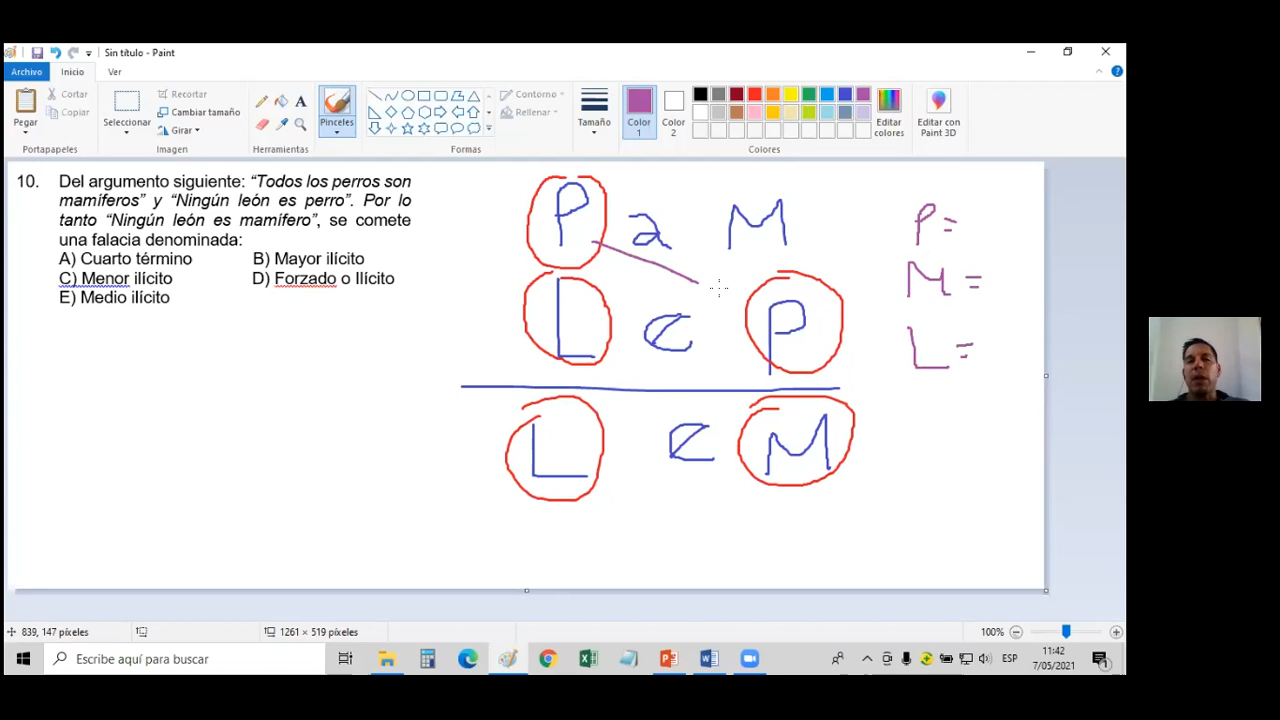 Sin título - Paint
Archivo Inicio Ver
Pegar
Cortar
Copiar
Portapapeles
Seleccionar
Recortar
Cambiar tamaño
Girar
Imagen
Herramientas
Pinceles
Formas
Contorno
Rellenar
Tamaño
Color 1
Color 2
Colores
Editar colores
Editar con Paint 3D
10. Del argumento siguiente: “Todos los perros son
mamíferos” y “Ningún león es perro”. Por lo
tanto “Ningún león es mamífero”, se comete
una falacia denominada:
A) Cuarto término B) Mayor ilícito
C) Menor ilícito D) Forzado o Ilícito
E) Medio ilícito
P a M
L e P
L e M
P=
M=
L=
839, 147 píxeles
1261 × 519 píxeles
100%
Escribe aquí para buscar
ESP
11:42
7/05/2021
1